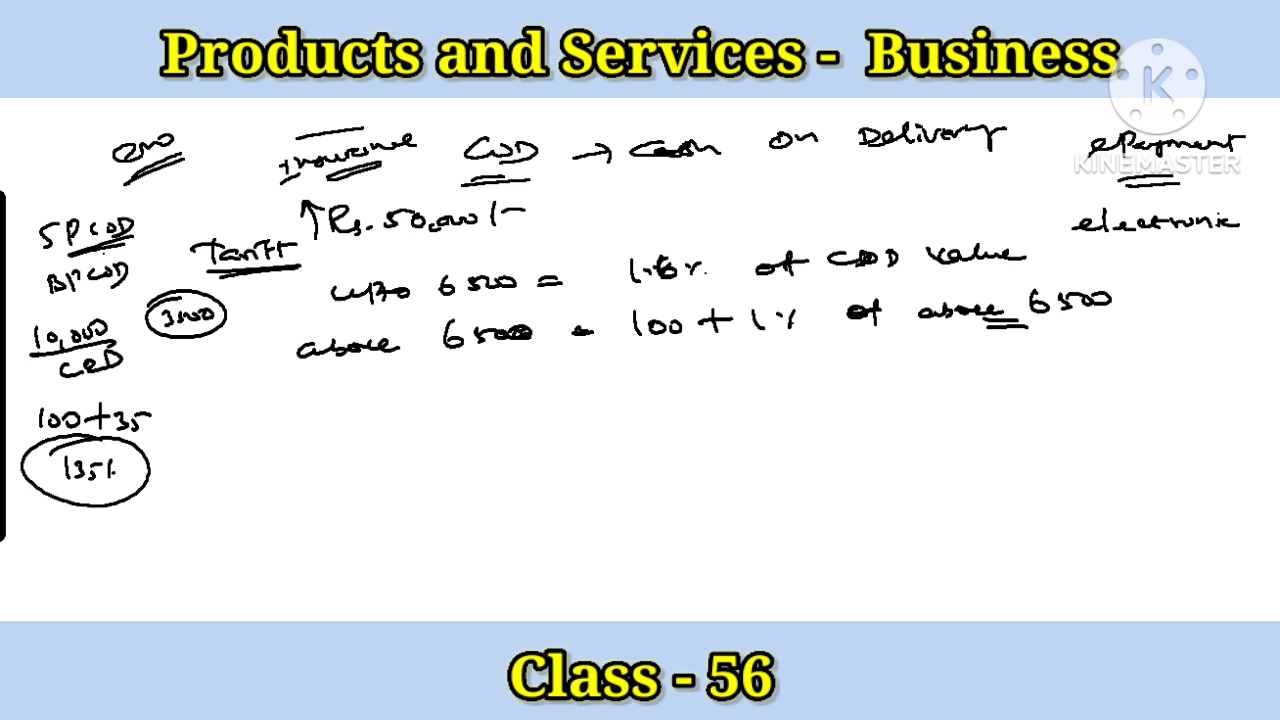 Products and Services - Business
K
KINEMASTER
emo
Insurance
COD → Cash on Delivery
ePayment
electronic
SP COD
BP COD
↑ Rs. 50,000/-
Tariff
upto 6500 = 1.6% of COD value
above 6500 = 100 + 1% of above 6500
10,000
COD
3500
100+35
135/-
Class - 56